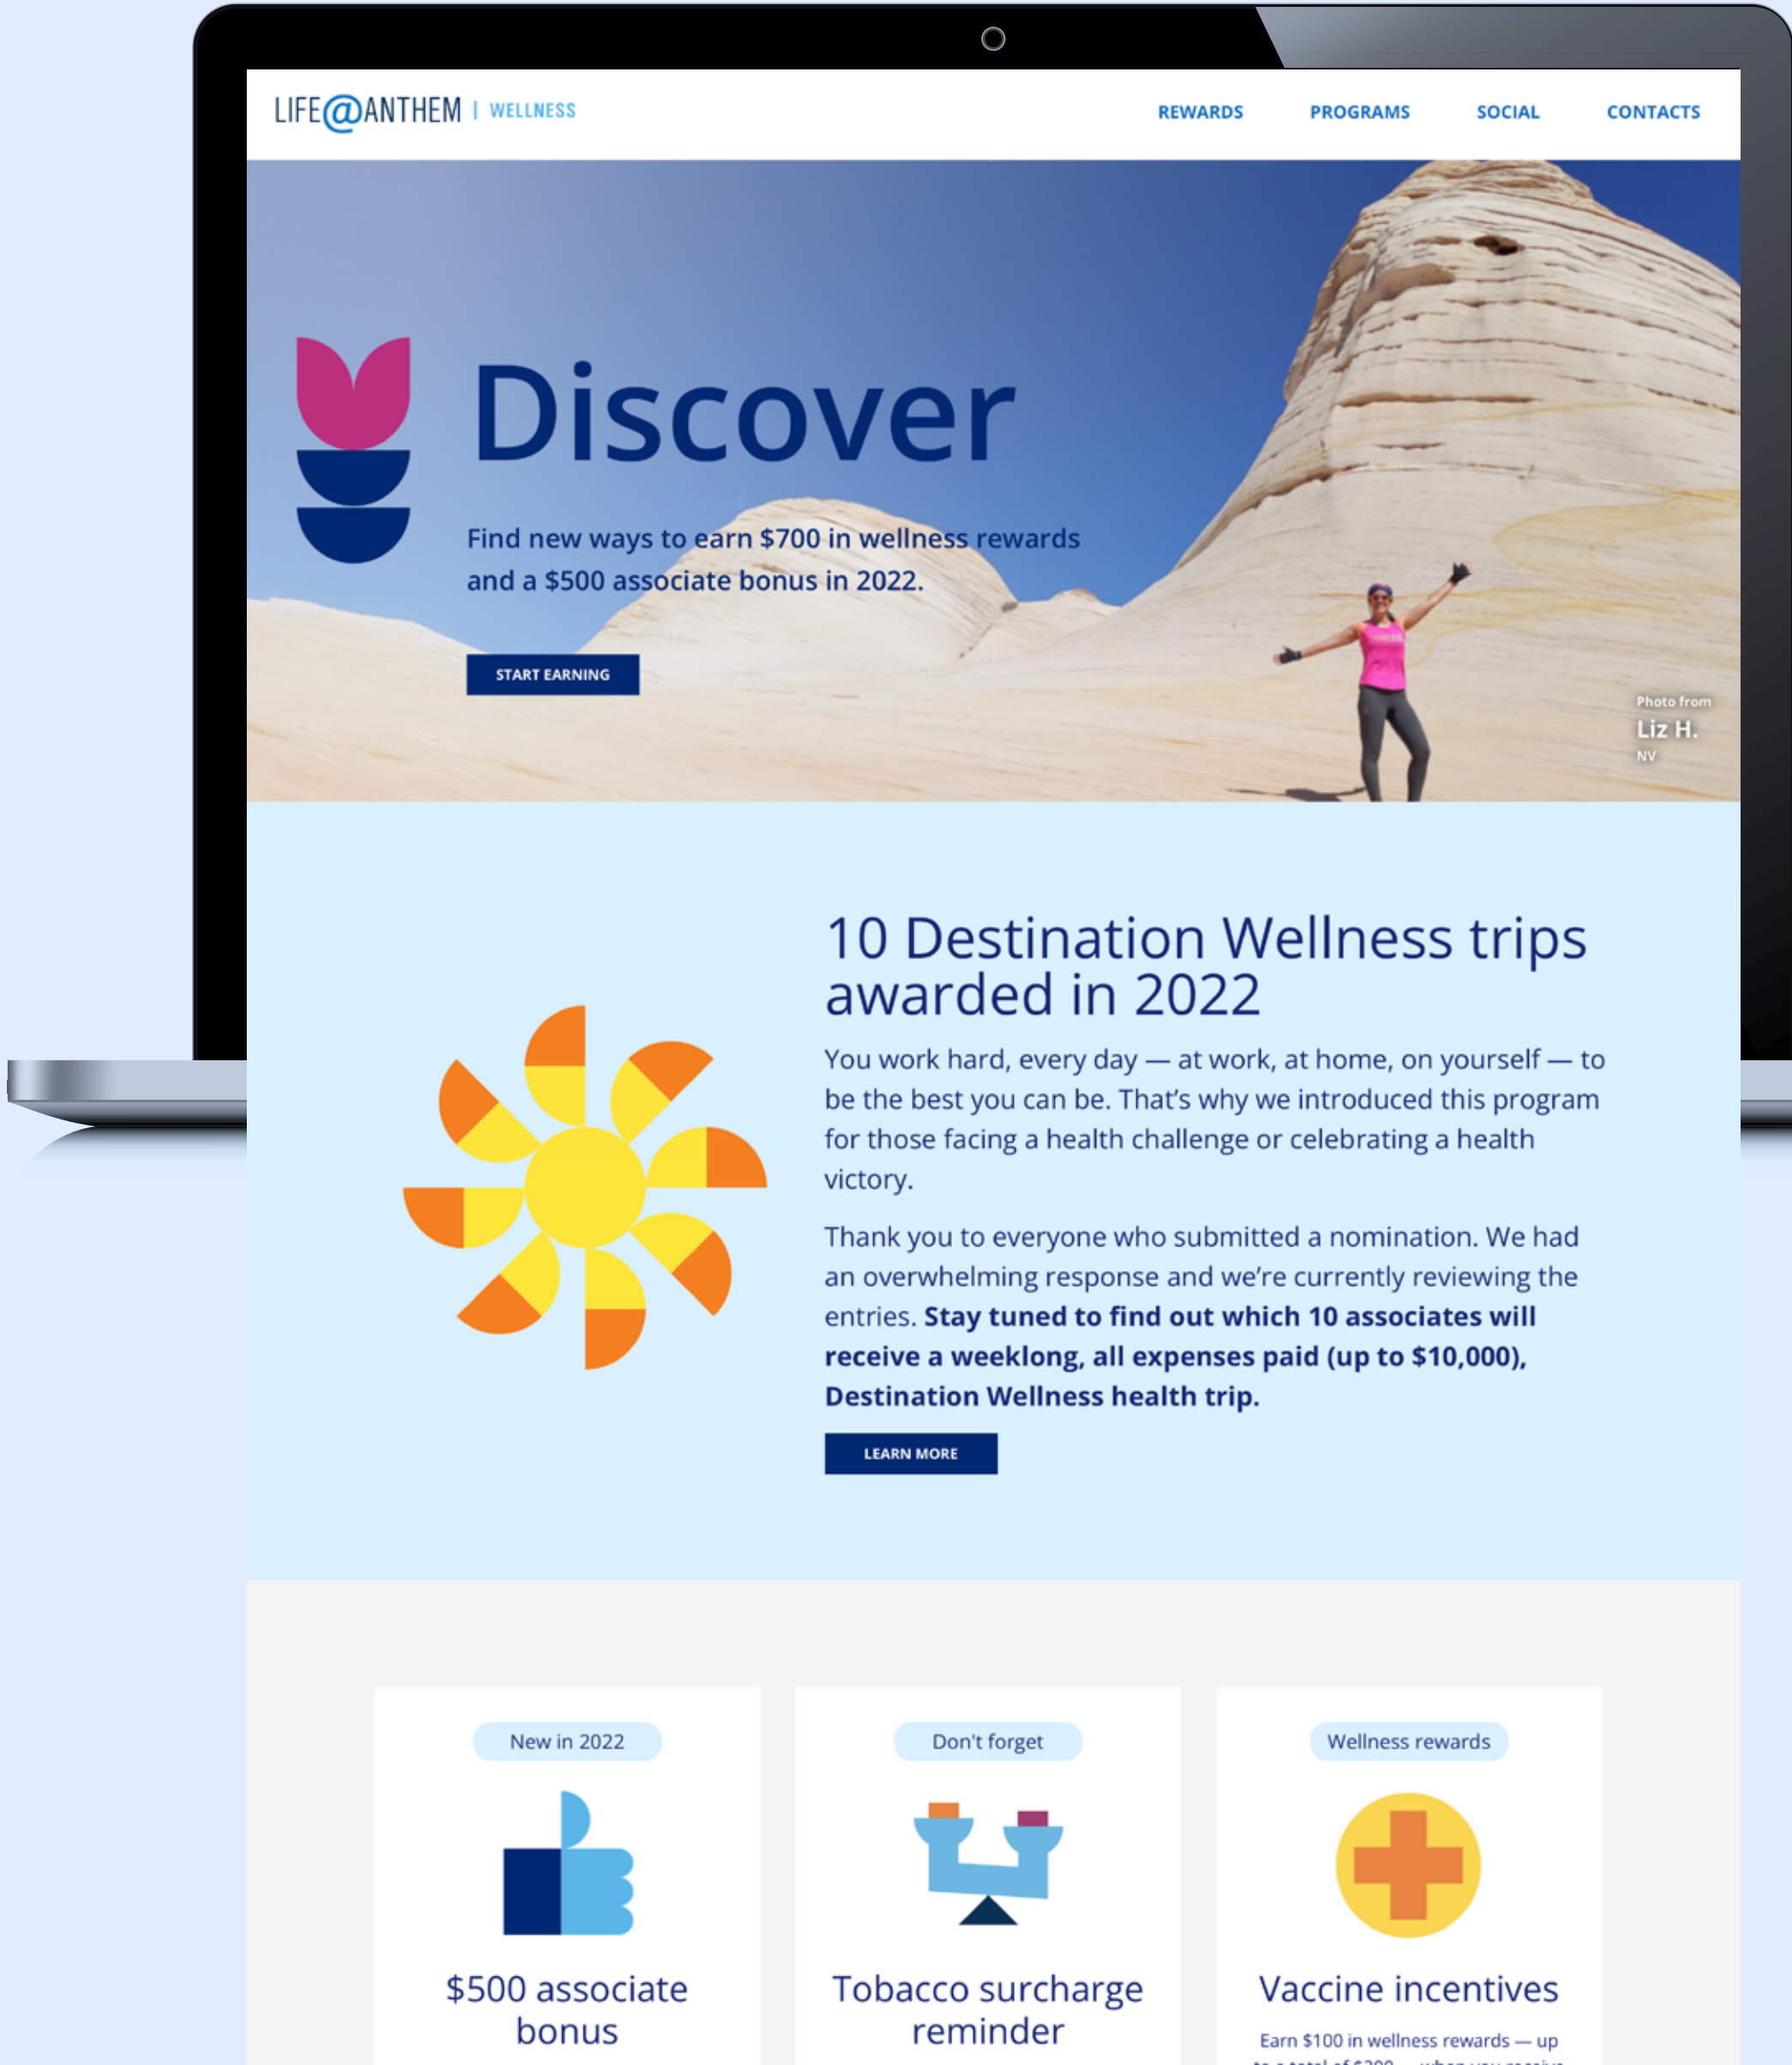 LIFE@ANTHEM | WELLNESS
REWARDS PROGRAMS SOCIAL CONTACTS
Discover
Find new ways to earn $700 in wellness rewards
and a $500 associate bonus in 2022.
START EARNING
Photo from
Liz H.
NV
10 Destination Wellness trips
awarded in 2022
You work hard, every day — at work, at home, on yourself — to
be the best you can be. That’s why we introduced this program
for those facing a health challenge or celebrating a health
victory.
Thank you to everyone who submitted a nomination. We had
an overwhelming response and we’re currently reviewing the
entries. Stay tuned to find out which 10 associates will
receive a weeklong, all expenses paid (up to $10,000),
Destination Wellness health trip.
LEARN MORE
New in 2022
$500 associate
bonus
Don't forget
Tobacco surcharge
reminder
Wellness rewards
Vaccine incentives
Earn $100 in wellness rewards — up